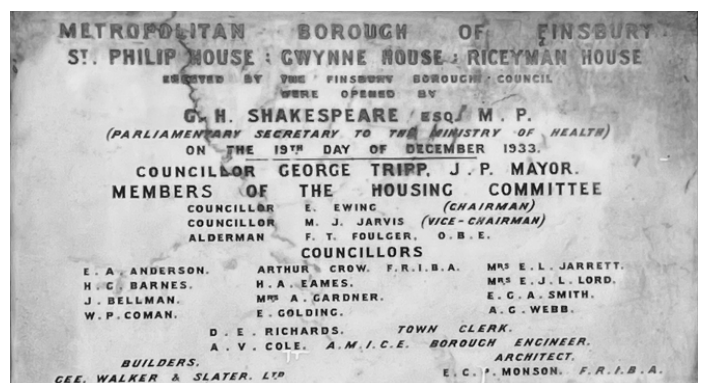 METROPOLITAN BOROUGH OF FINSBURY
ST. PHILIP HOUSE : GWYNNE HOUSE : RICEYMAN HOUSE
ERECTED BY THE FINSBURY BOROUGH COUNCIL
WERE OPENED BY
G. H. SHAKESPEARE ESQ. M.P.
(PARLIAMENTARY SECRETARY TO THE MINISTRY OF HEALTH)
ON THE 19TH DAY OF DECEMBER 1933.
COUNCILLOR GEORGE TRIPP, J.P. MAYOR.
MEMBERS OF THE HOUSING COMMITTEE
COUNCILLOR E. EWING (CHAIRMAN)
COUNCILLOR M. J. JARVIS (VICE-CHAIRMAN)
ALDERMAN F. T. FOULGER, O.B.E.
COUNCILLORS
E. A. ANDERSON. ARTHUR CROW. F.R.I.B.A. MRS E. L. JARRETT.
H. C. BARNES. H. A. EAMES. MRS E. J. L. LORD.
J. BELLMAN. MRS A. GARDNER. E. C. A. SMITH.
W. P. COMAN. E. GOLDING. A. G. WEBB.
D. E. RICHARDS. TOWN CLERK.
A. V. COLE. A.M.I.C.E. BOROUGH ENGINEER.
BUILDERS. ARCHITECT.
GEE, WALKER & SLATER. LTD E. C. P. MONSON. F.R.I.B.A.